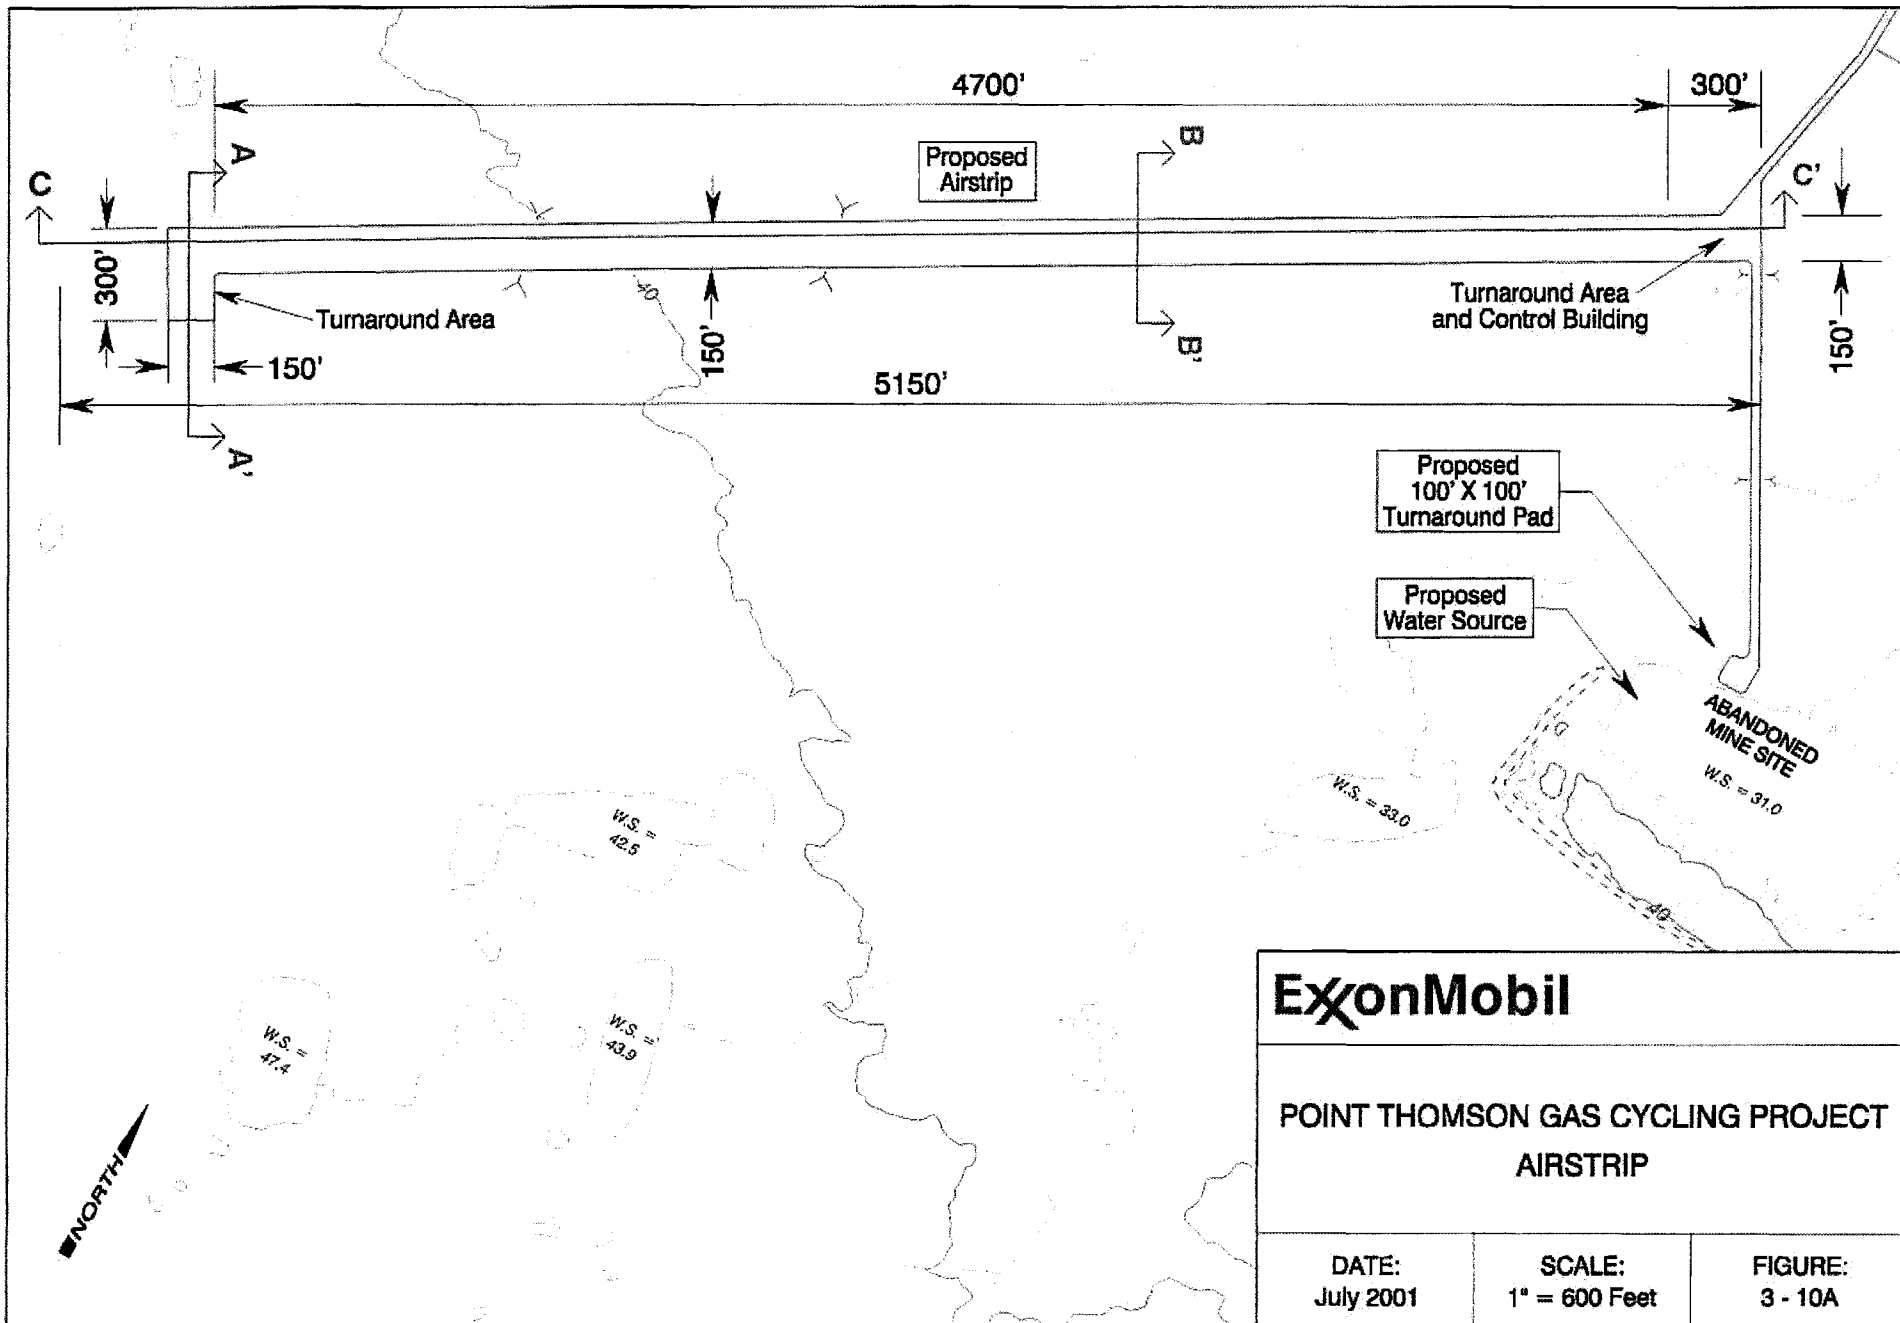 4700'
300'
A
B
Proposed
Airstrip
C
C'
300'
150'
Turnaround Area
Turnaround Area
and Control Building
150'
150'
B'
5150'
A'
Proposed
100' X 100'
Turnaround Pad
40
Proposed
Water Source
ABANDONED
MINE SITE
W.S. = 31.0
W.S. = 33.0
W.S. =
42.5
40
W.S. =
47.4
W.S. =
43.9
NORTH
ExxonMobil
POINT THOMSON GAS CYCLING PROJECT
AIRSTRIP
DATE:
July 2001
SCALE:
1" = 600 Feet
FIGURE:
3 - 10A